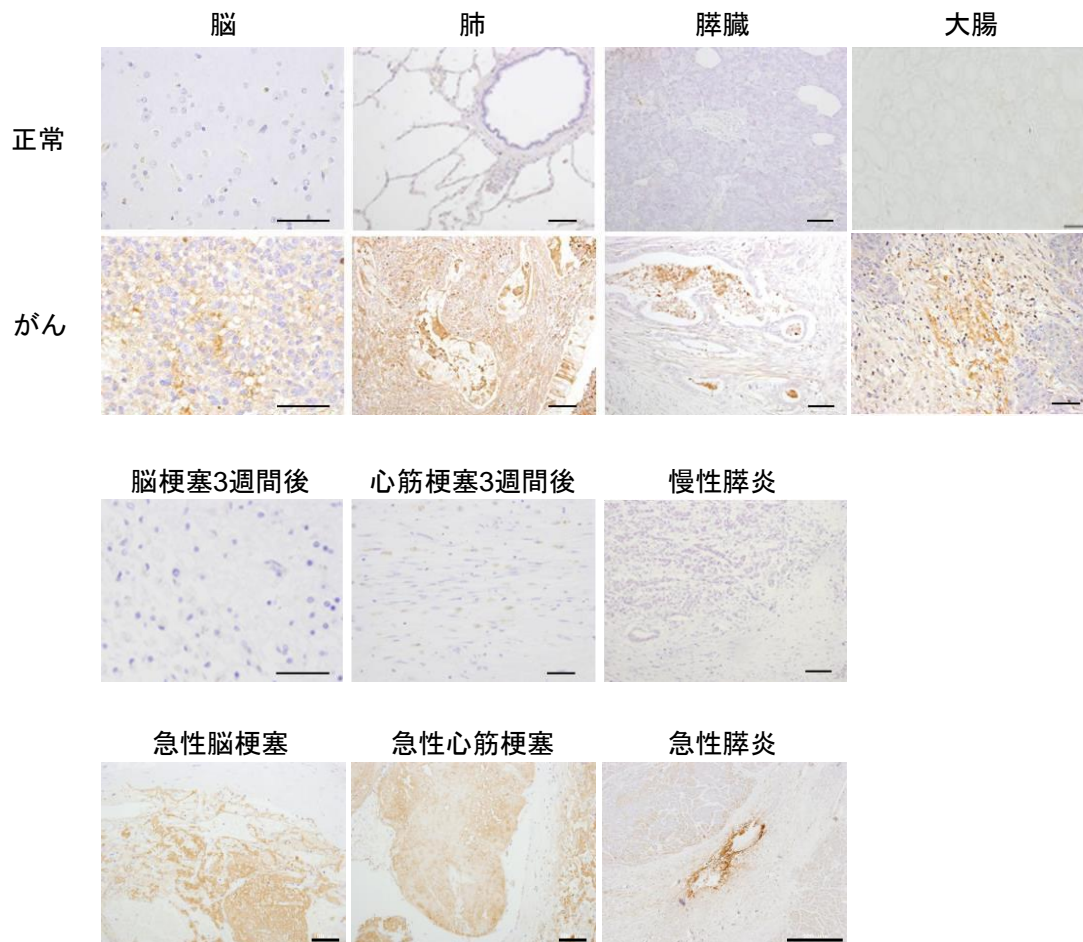 脳 肺 膵臓 大腸
正常
がん
脳梗塞3週間後 心筋梗塞3週間後 慢性膵炎
急性脳梗塞 急性心筋梗塞 急性膵炎